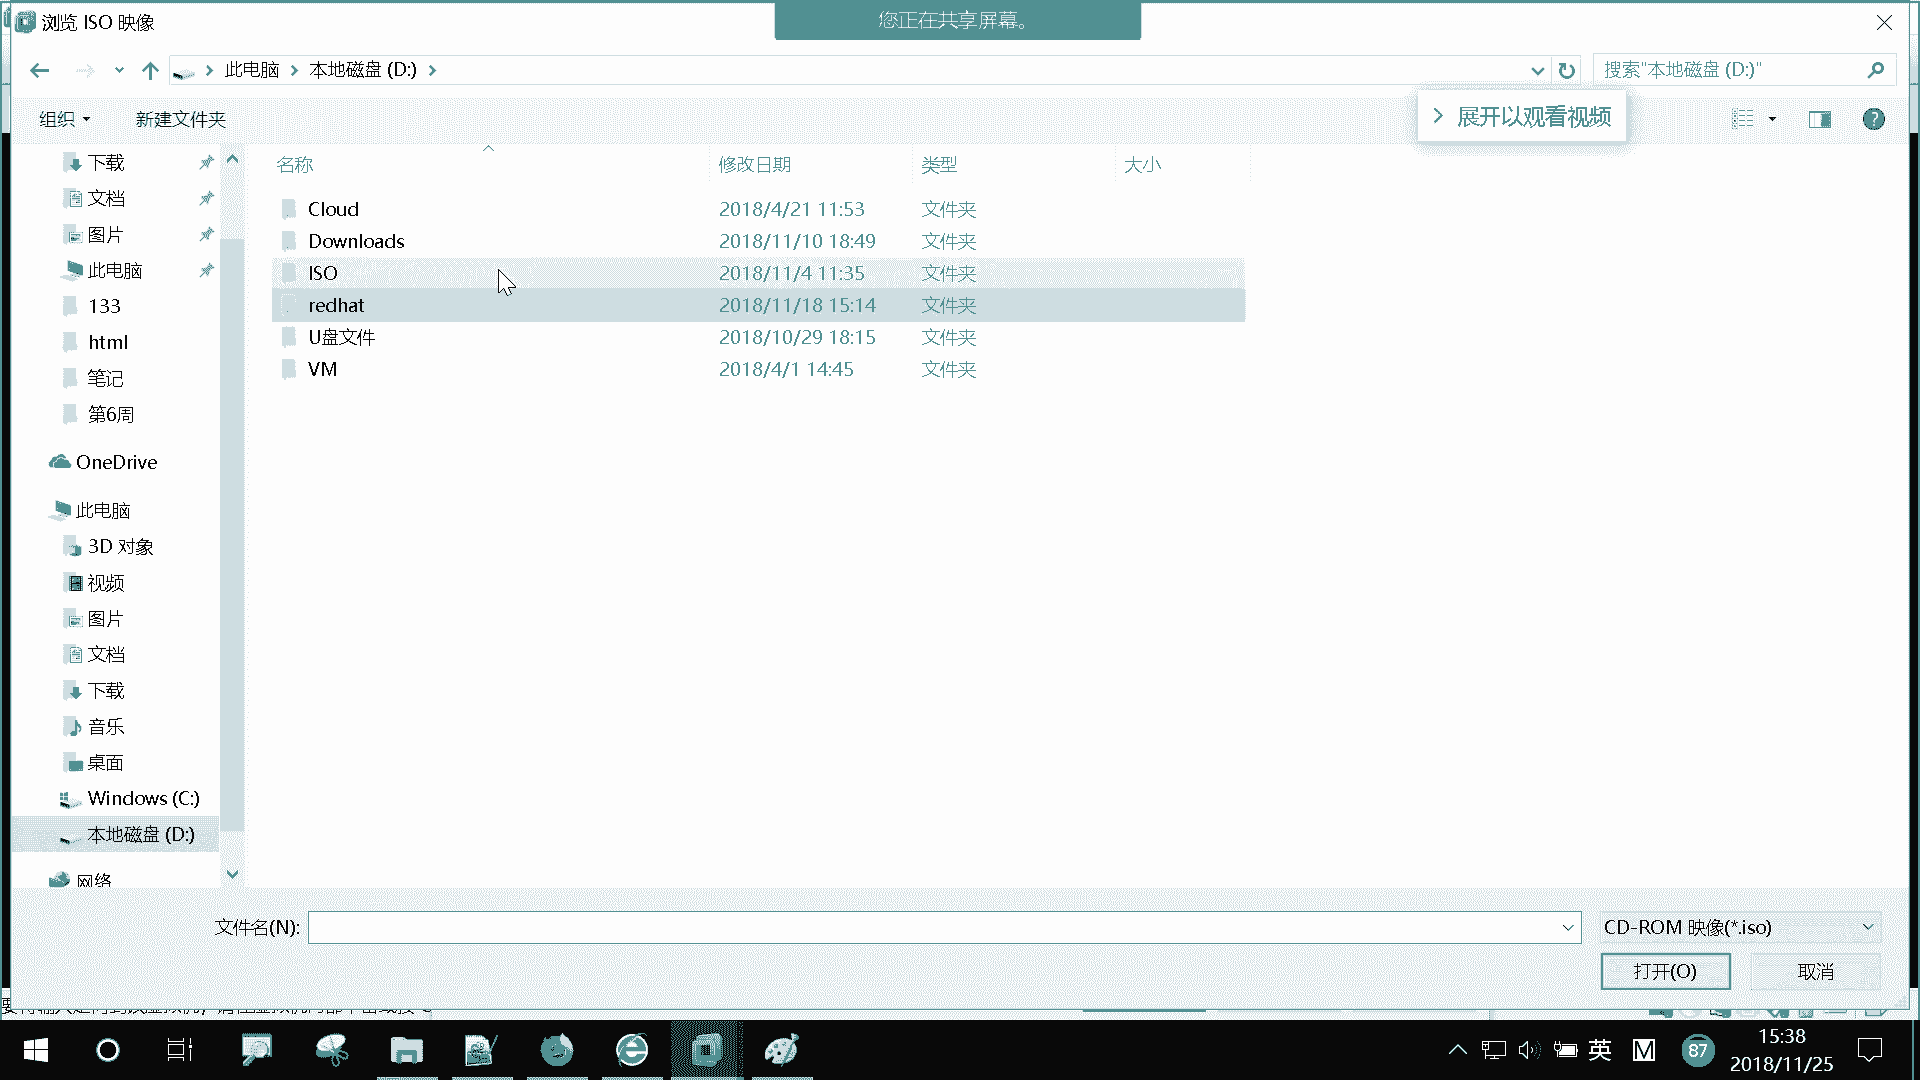 浏览 ISO 映像
您正在共享屏幕。
此电脑 本地磁盘 (D:)
搜索"本地磁盘 (D:)"
组织 新建文件夹
展开以观看视频
名称 修改日期 类型 大小
Cloud 2018/4/21 11:53 文件夹
Downloads 2018/11/10 18:49 文件夹
ISO 2018/11/4 11:35 文件夹
redhat 2018/11/18 15:14 文件夹
U盘文件 2018/10/29 18:15 文件夹
VM 2018/4/1 14:45 文件夹
下载
文档
图片
此电脑
133
html
笔记
第6周
OneDrive
此电脑
3D 对象
视频
图片
文档
下载
音乐
桌面
Windows (C:)
本地磁盘 (D:)
网络
文件名(N):
CD-ROM 映像(*.iso)
打开(O) 取消
英 M 87
15:38
2018/11/25